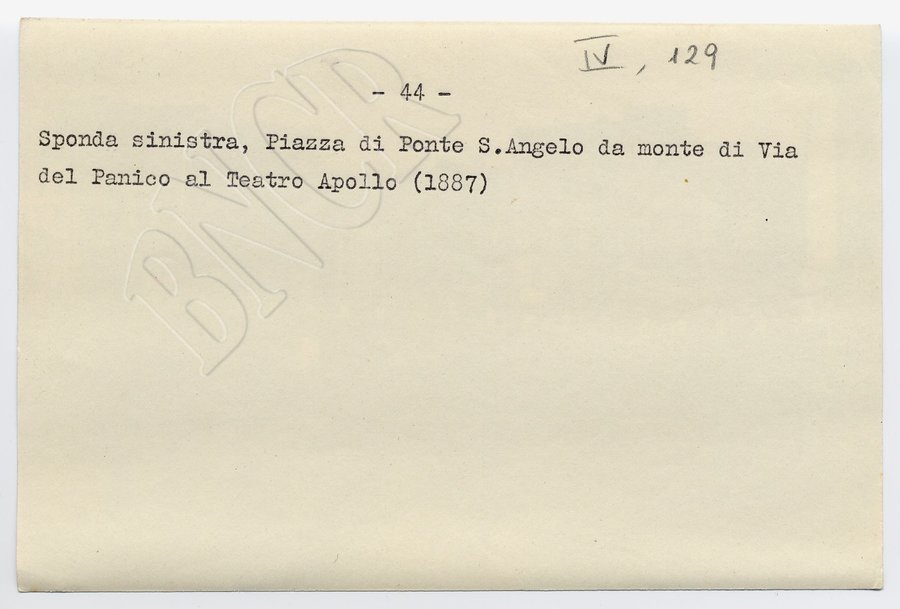 IV, 129
- 44 -
Sponda sinistra, Piazza di Ponte S.Angelo da monte di Via
del Panico al Teatro Apollo (1887)
BNCR